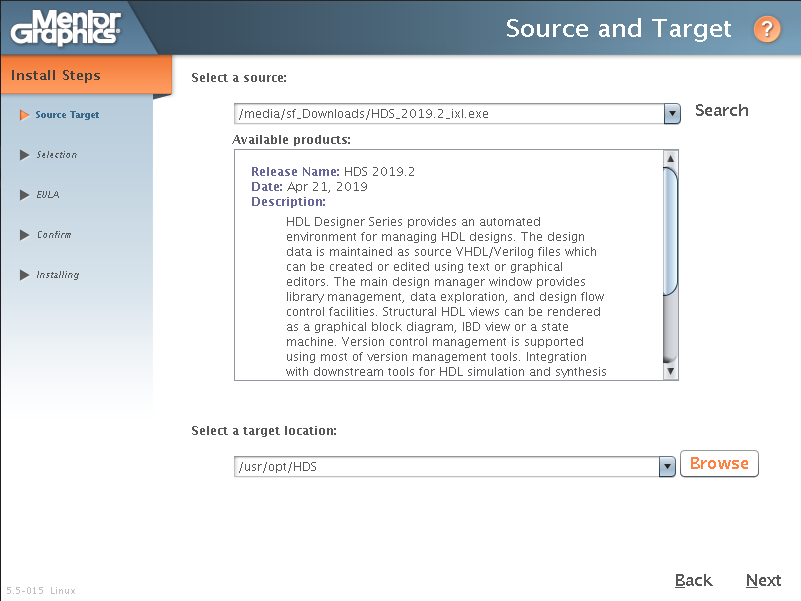 Mentor Graphics
Source and Target
?
Install Steps
Source Target
Selection
EULA
Confirm
Installing
Select a source:
/media/sf_Downloads/HDS_2019.2_ixl.exe
Search
Available products:
Release Name: HDS 2019.2
Date: Apr 21, 2019
Description:
HDL Designer Series provides an automated
environment for managing HDL designs. The design
data is maintained as source VHDL/Verilog files which
can be created or edited using text or graphical
editors. The main design manager window provides
library management, data exploration, and design flow
control facilities. Structural HDL views can be rendered
as a graphical block diagram, IBD view or a state
machine. Version control management is supported
using most of version management tools. Integration
with downstream tools for HDL simulation and synthesis
Select a target location:
/usr/opt/HDS
Browse
Back
Next
5.5-015 Linux